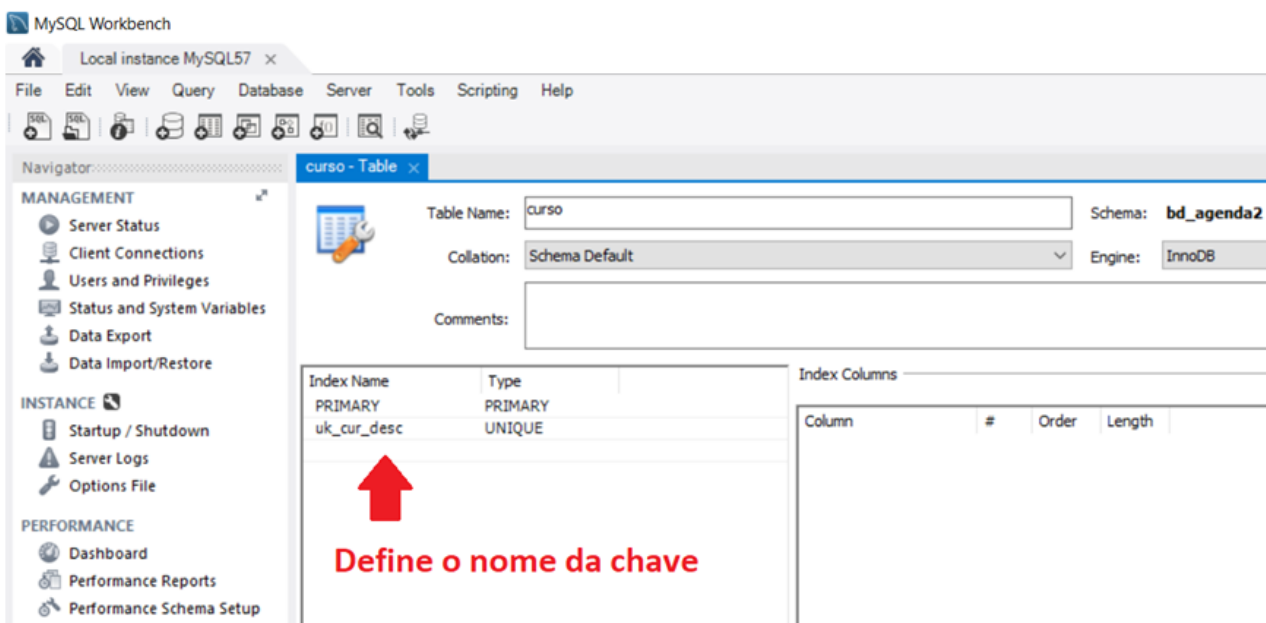 MySQL Workbench
Local instance MySQL57 ×
File Edit View Query Database Server Tools Scripting Help
Navigator
curso - Table ×
MANAGEMENT
Server Status
Client Connections
Users and Privileges
Status and System Variables
Data Export
Data Import/Restore
INSTANCE
Startup / Shutdown
Server Logs
Options File
PERFORMANCE
Dashboard
Performance Reports
Performance Schema Setup
Table Name: curso Schema: bd_agenda2
Collation: Schema Default Engine: InnoDB
Comments:
Index Name Type
PRIMARY PRIMARY
uk_cur_desc UNIQUE
Define o nome da chave
Index Columns
Column # Order Length